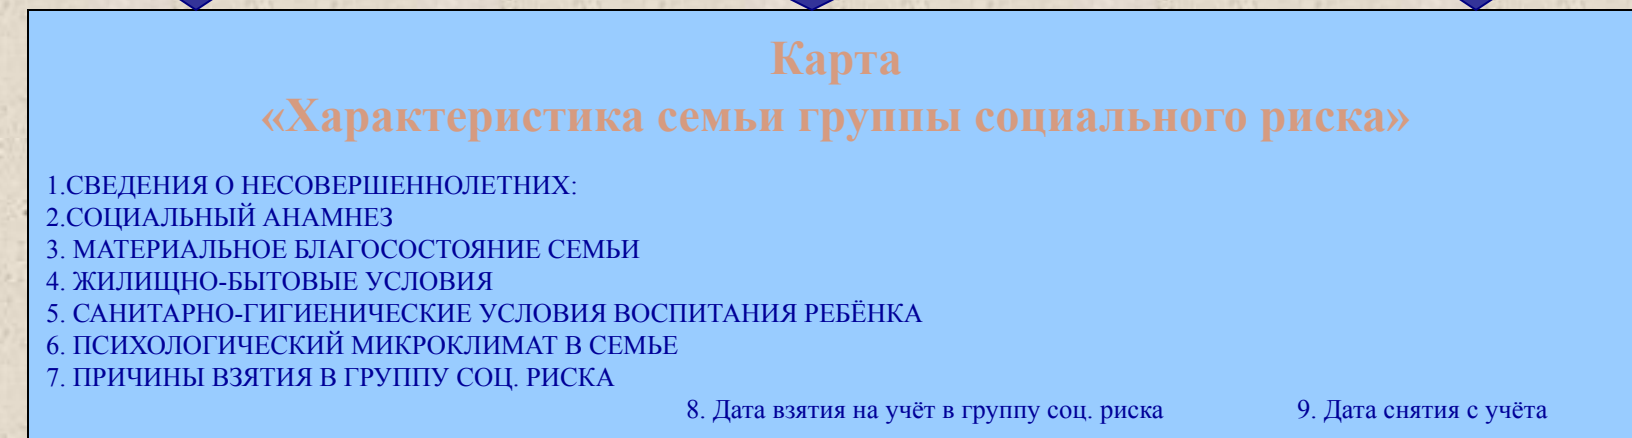 Карта
«Характеристика семьи группы социального риска»
1.СВЕДЕНИЯ О НЕСОВЕРШЕННОЛЕТНИХ:
2.СОЦИАЛЬНЫЙ АНАМНЕЗ
3. МАТЕРИАЛЬНОЕ БЛАГОСОСТОЯНИЕ СЕМЬИ
4. ЖИЛИЩНО-БЫТОВЫЕ УСЛОВИЯ
5. САНИТАРНО-ГИГИЕНИЧЕСКИЕ УСЛОВИЯ ВОСПИТАНИЯ РЕБЁНКА
6. ПСИХОЛОГИЧЕСКИЙ МИКРОКЛИМАТ В СЕМЬЕ
7. ПРИЧИНЫ ВЗЯТИЯ В ГРУППУ СОЦ. РИСКА
8. Дата взятия на учёт в группу соц. риска 9. Дата снятия с учёта